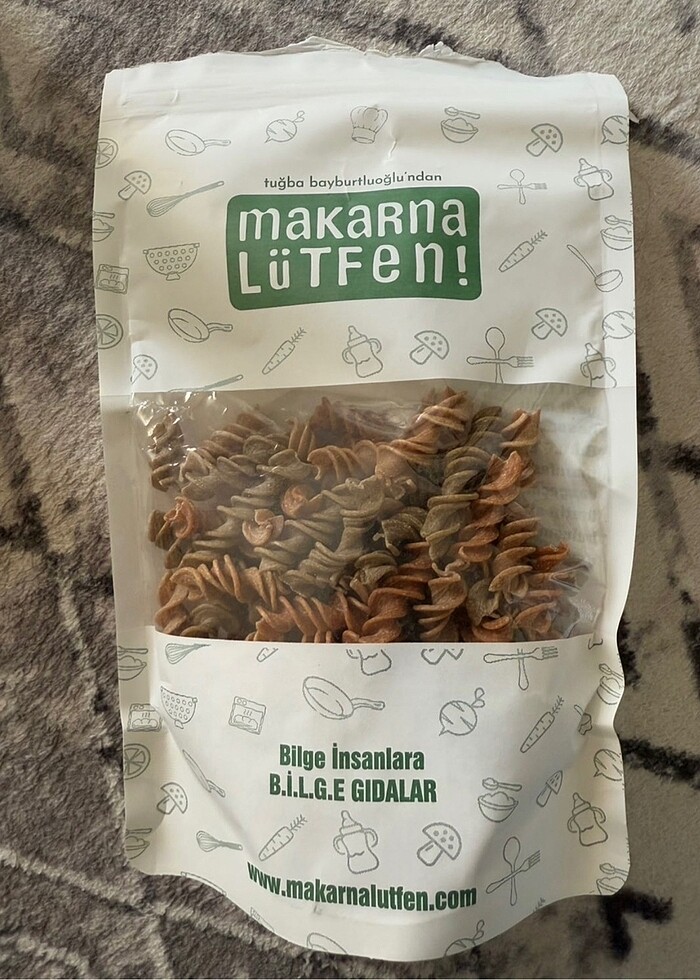 tuğba bayburtluoğlu'ndan
maKaRna
LüTFen!
Bilge İnsanlara
B.İ.L.G.E GIDALAR
www.makarnalutfen.com